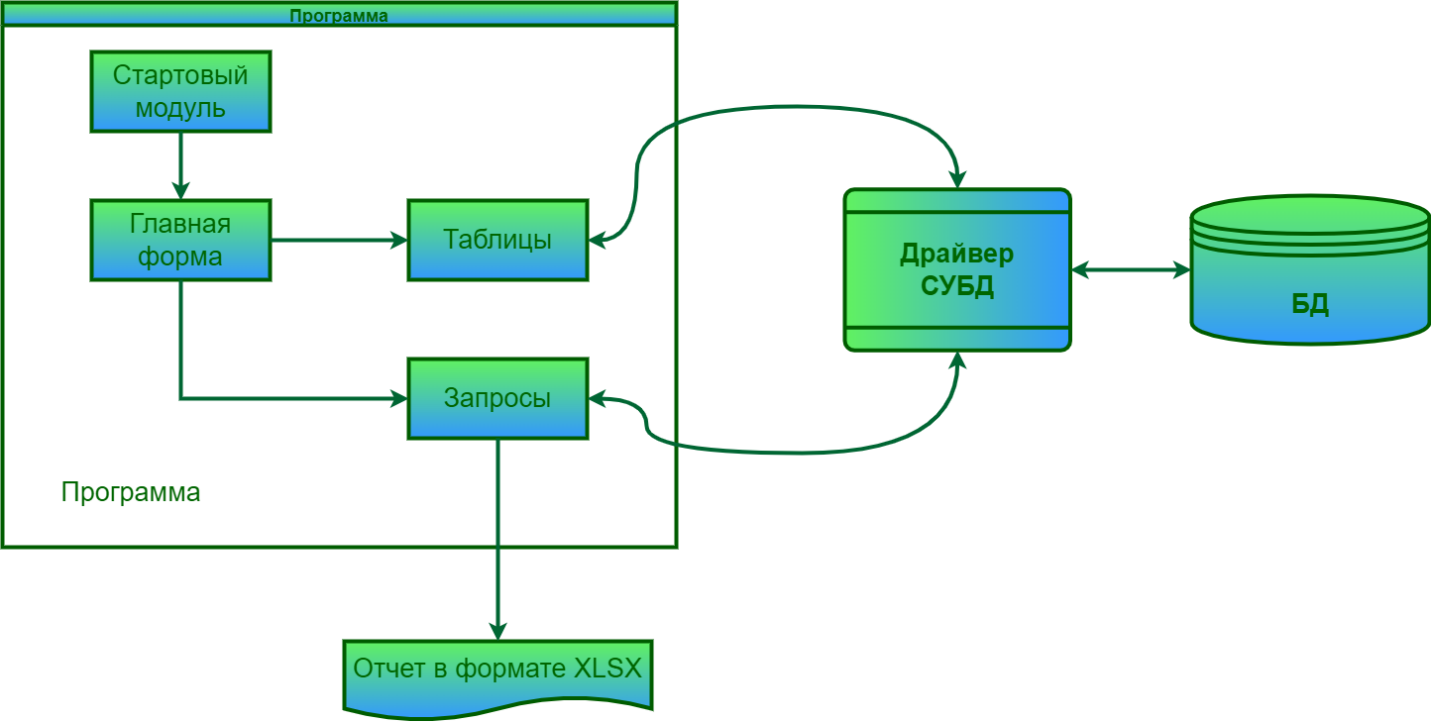 Программа
Стартовый
модуль
Главная
форма
Таблицы
Драйвер
СУБД
БД
Запросы
Программа
Отчет в формате XLSX